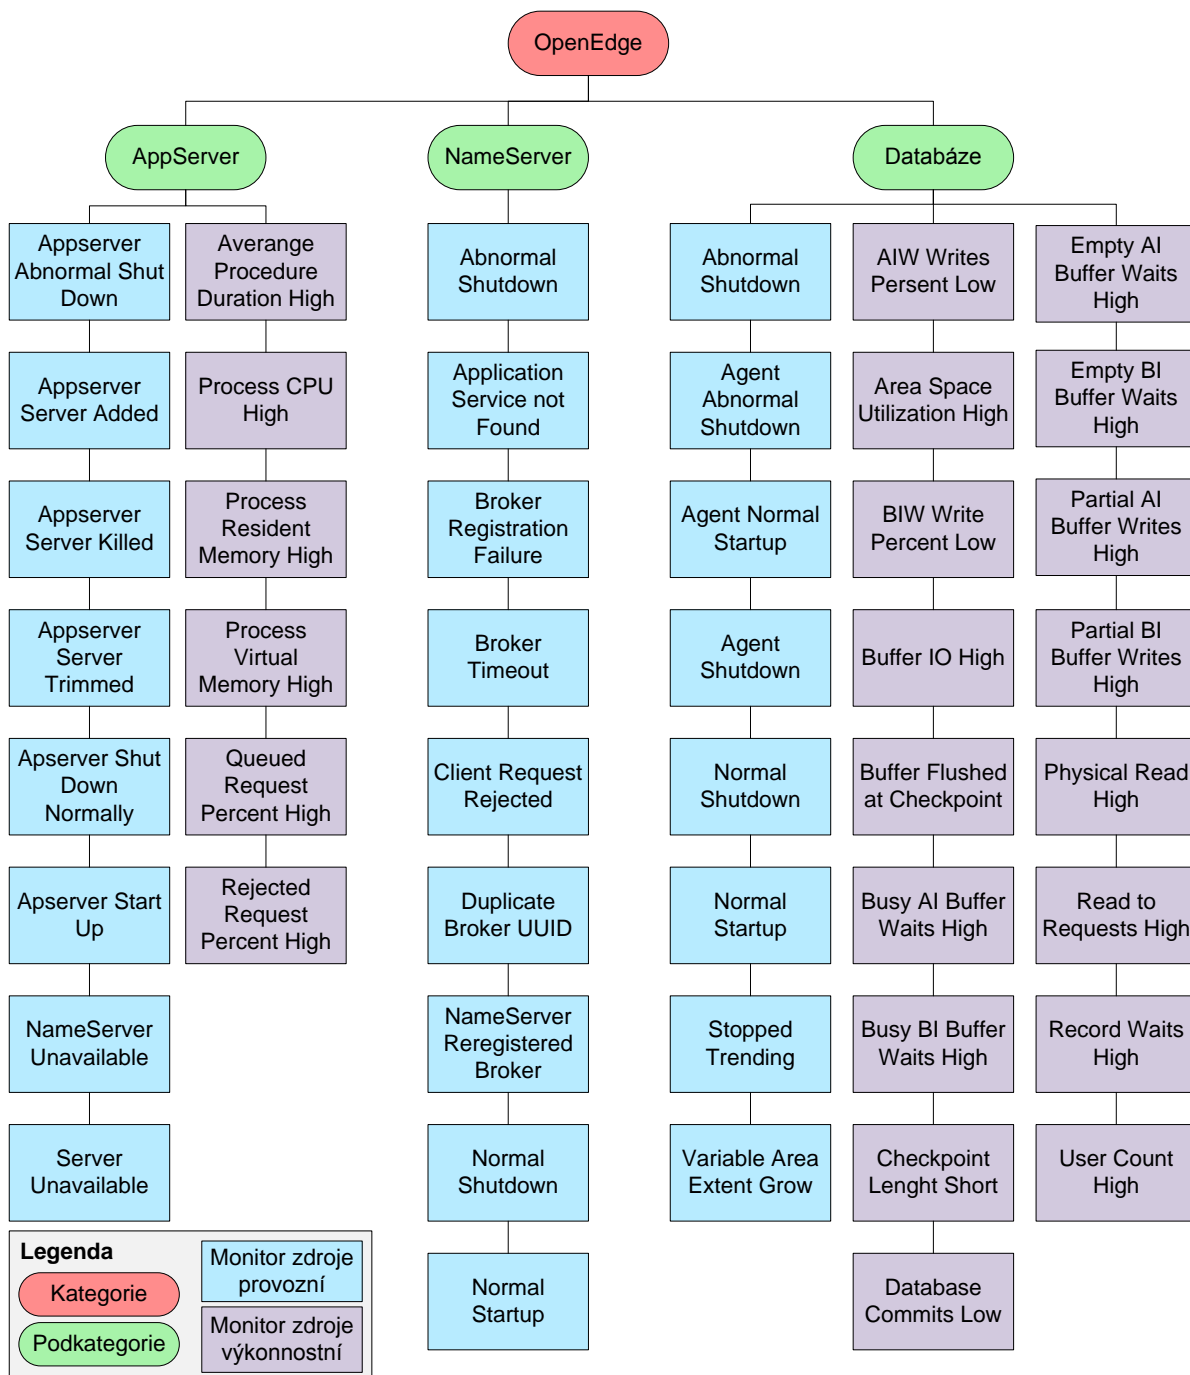 OpenEdge
AppServer
NameServer
Databáze
Appserver
Abnormal Shut
Down
Appserver
Server Added
Appserver
Server Killed
Appserver
Server
Trimmed
Apserver Shut
Down
Normally
Apserver Start
Up
NameServer
Unavailable
Server
Unavailable
Averange
Procedure
Duration High
Process CPU
High
Process
Resident
Memory High
Process
Virtual
Memory High
Queued
Request
Percent High
Rejected
Request
Percent High
Abnormal
Shutdown
Application
Service not
Found
Broker
Registration
Failure
Broker
Timeout
Client Request
Rejected
Duplicate
Broker UUID
NameServer
Reregistered
Broker
Normal
Shutdown
Normal
Startup
Abnormal
Shutdown
Agent
Abnormal
Shutdown
Agent Normal
Startup
Agent
Shutdown
Normal
Shutdown
Normal
Startup
Stopped
Trending
Variable Area
Extent Grow
AIW Writes
Persent Low
Area Space
Utilization High
BIW Write
Percent Low
Buffer IO High
Buffer Flushed
at Checkpoint
Busy AI Buffer
Waits High
Busy BI Buffer
Waits High
Checkpoint
Lenght Short
Database
Commits Low
Empty AI
Buffer Waits
High
Empty BI
Buffer Waits
High
Partial AI
Buffer Writes
High
Partial BI
Buffer Writes
High
Physical Read
High
Read to
Requests High
Record Waits
High
User Count
High
Legenda
Kategorie
Podkategorie
Monitor zdroje
provozní
Monitor zdroje
výkonnostní